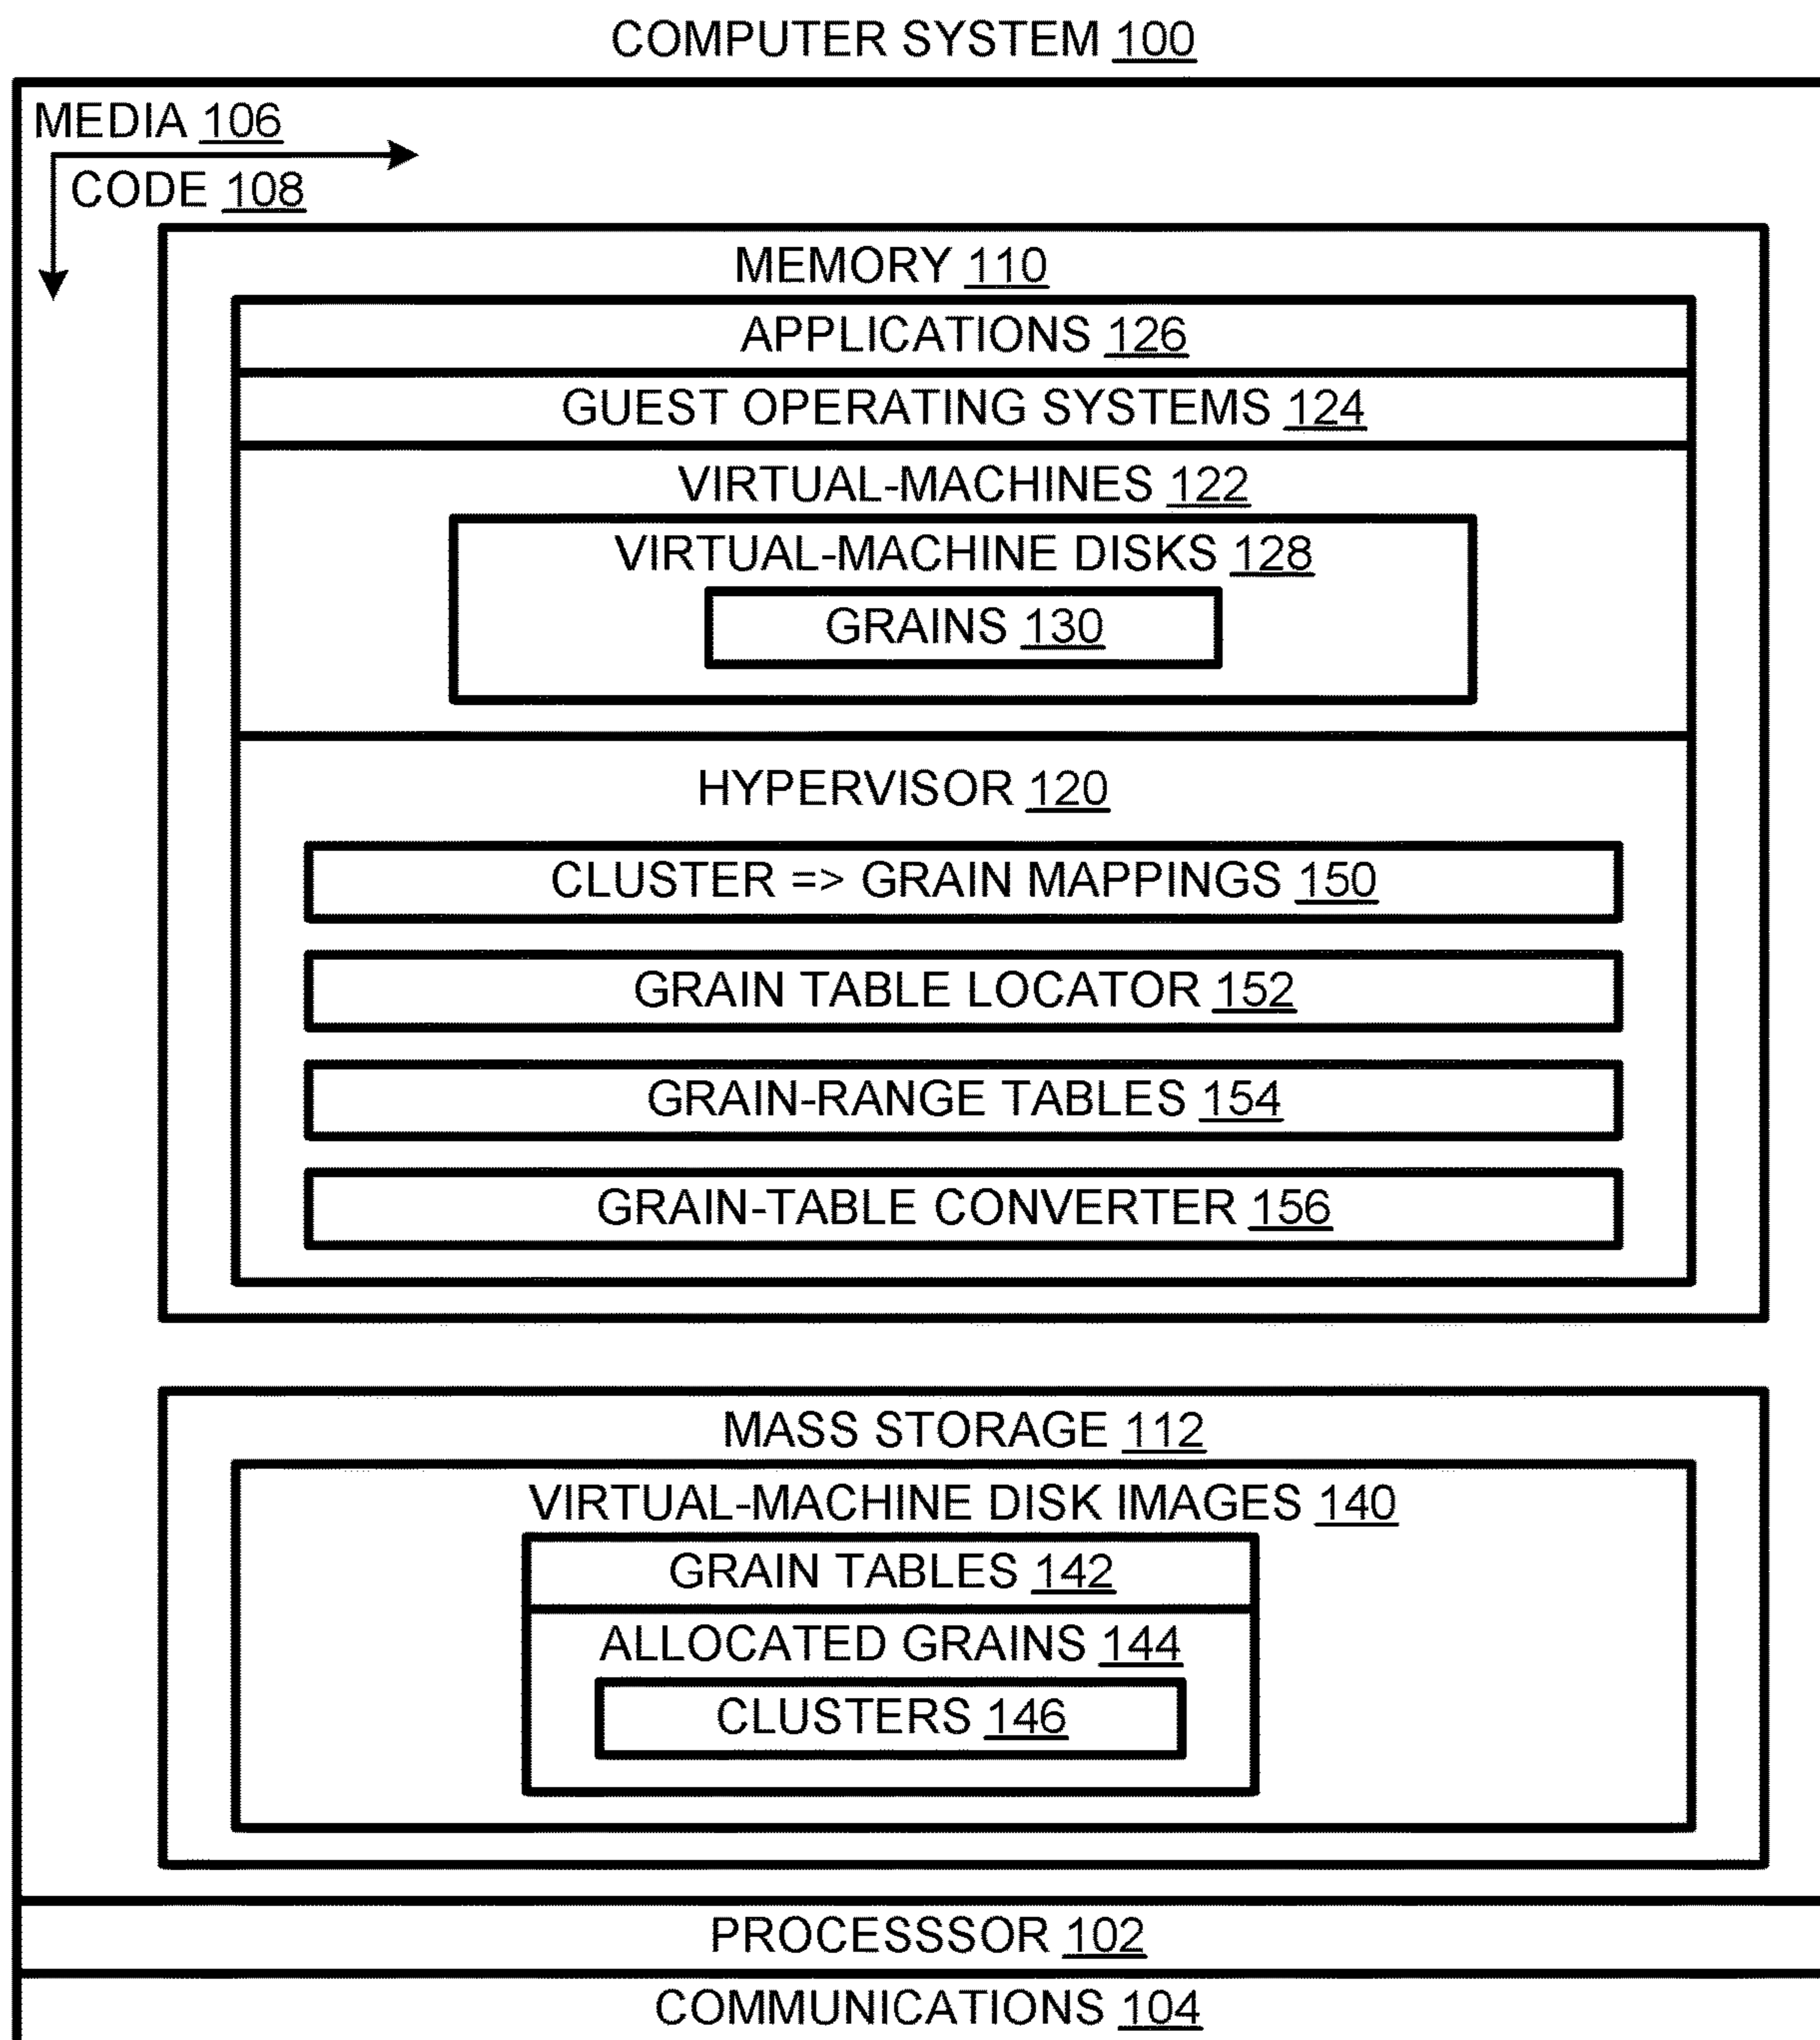 COMPUTER SYSTEM 100
MEDIA 106
CODE 108
MEMORY 110
APPLICATIONS 126
GUEST OPERATING SYSTEMS 124
VIRTUAL-MACHINES 122
VIRTUAL-MACHINE DISKS 128
GRAINS 130
HYPERVISOR 120
CLUSTER => GRAIN MAPPINGS 150
GRAIN TABLE LOCATOR 152
GRAIN-RANGE TABLES 154
GRAIN-TABLE CONVERTER 156
MASS STORAGE 112
VIRTUAL-MACHINE DISK IMAGES 140
GRAIN TABLES 142
ALLOCATED GRAINS 144
CLUSTERS 146
PROCESSSOR 102
COMMUNICATIONS 104